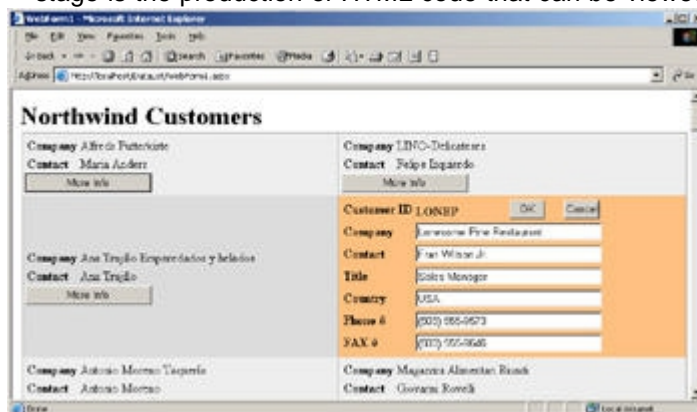 stage is the production of HTML code that can be viewe
WebForm1 - Microsoft Internet Explorer
File Edit View Favorites Tools Help
Back Search Favorites Media
Address
Northwind Customers
Company Alfreds Futterkiste
Contact Maria Anders
More Info
Company LINO-Delicateses
Contact Felipe Izquierdo
More Info
Company Ana Trujillo Emparedados y helados
Contact Ana Trujillo
More Info
Customer ID LONEP OK Cancel
Company Lonesome Pine Restaurant
Contact Fran Wilson Jr.
Title Sales Manager
Country USA
Phone # (503) 555-9573
FAX # (503) 555-9646
Company Antonio Moreno Taquería
Contact Antonio Moreno
Company Magazzini Alimentari Riuniti
Contact Giovanni Rovelli
Done
Local intranet